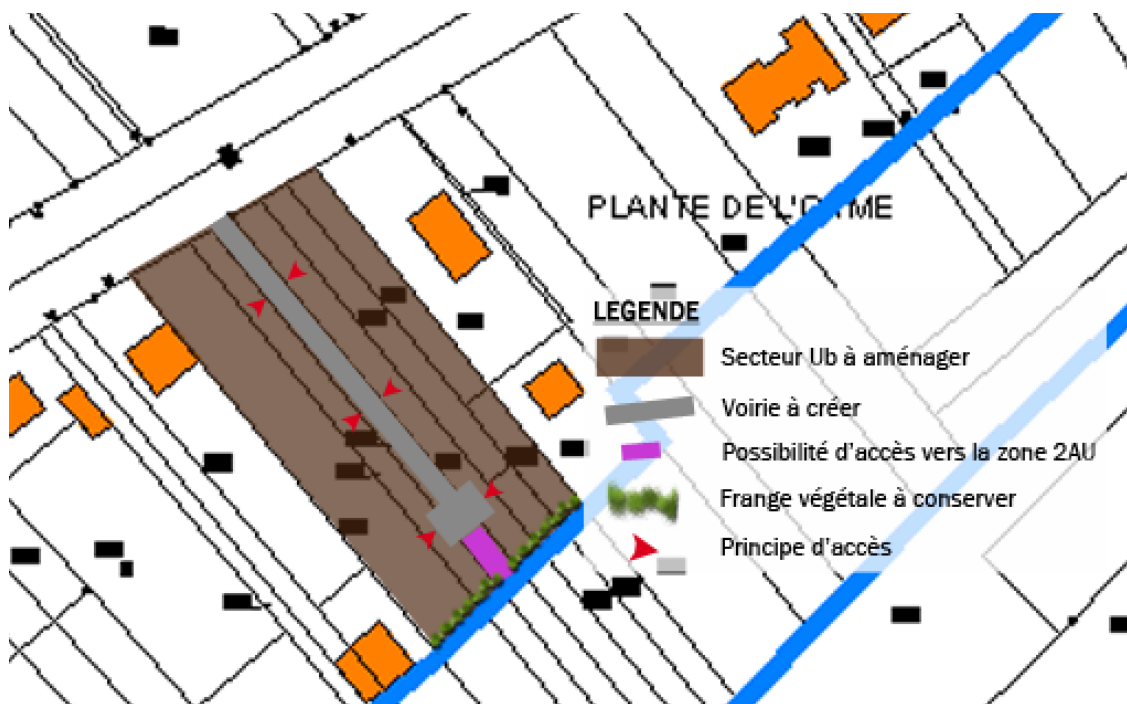 PLANTE DE L'ORME
LEGENDE
Secteur Ub à aménager
Voirie à créer
Possibilité d'accès vers la zone 2AU
Frange végétale à conserver
Principe d'accès